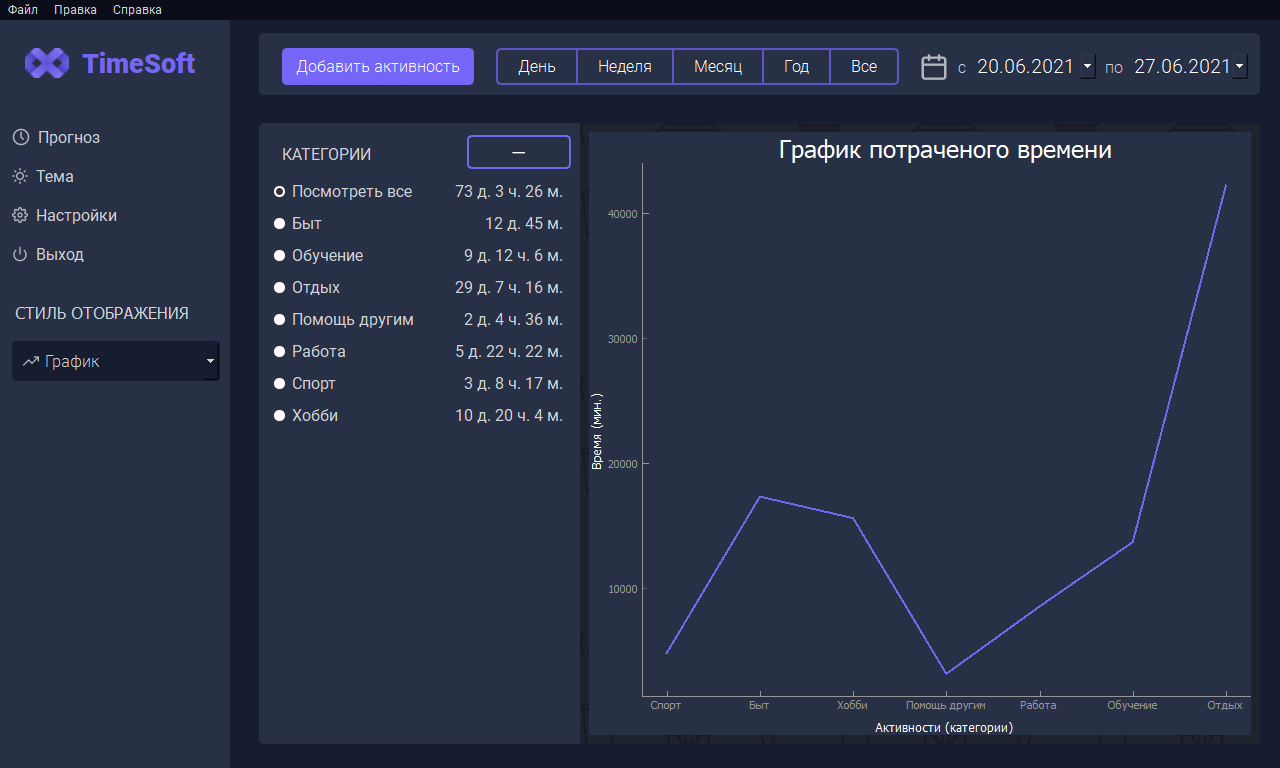 Файл Правка Справка
TimeSoft
Прогноз
Тема
Настройки
Выход
СТИЛЬ ОТОБРАЖЕНИЯ
График
Добавить активность День Неделя Месяц Год Все с 20.06.2021 по 27.06.2021
КАТЕГОРИИ —
Посмотреть все 73 д. 3 ч. 26 м.
Быт 12 д. 45 м.
Обучение 9 д. 12 ч. 6 м.
Отдых 29 д. 7 ч. 16 м.
Помощь другим 2 д. 4 ч. 36 м.
Работа 5 д. 22 ч. 22 м.
Спорт 3 д. 8 ч. 17 м.
Хобби 10 д. 20 ч. 4 м.
График потраченого времени
Время (мин.)
40000
30000
20000
10000
Спорт Быт Хобби Помощь другим Работа Обучение Отдых
Активности (категории)